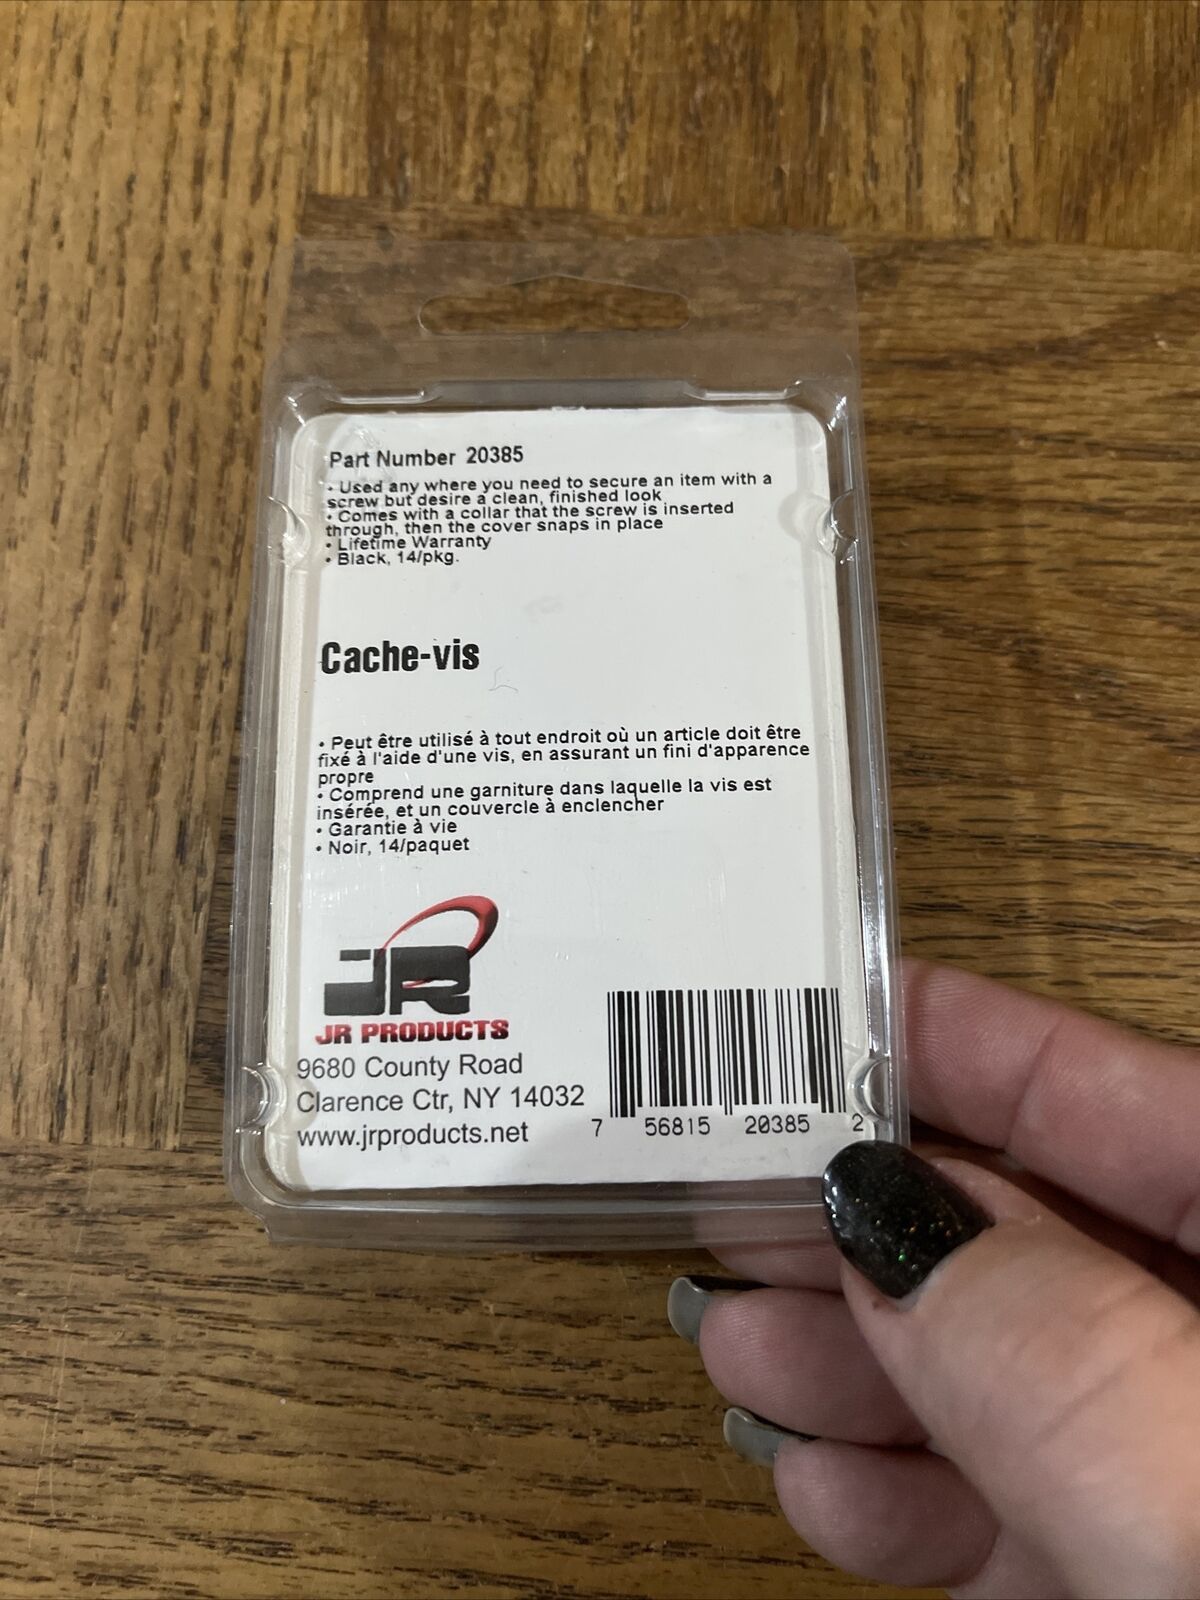 Part Number 20385
• Used any where you need to secure an item with a
screw but desire a clean, finished look
• Comes with a collar that the screw is inserted
through, then the cover snaps in place
• Lifetime Warranty
• Black, 14/pkg.
Cache-vis
• Peut être utilisé à tout endroit où un article doit être
fixé à l'aide d'une vis, en assurant un fini d'apparence
propre
• Comprend une garniture dans laquelle la vis est
insérée, et un couvercle à enclencher
• Garantie à vie
• Noir, 14/paquet
JR
JR PRODUCTS
9680 County Road
Clarence Ctr, NY 14032
www.jrproducts.net
7 56815 20385 2